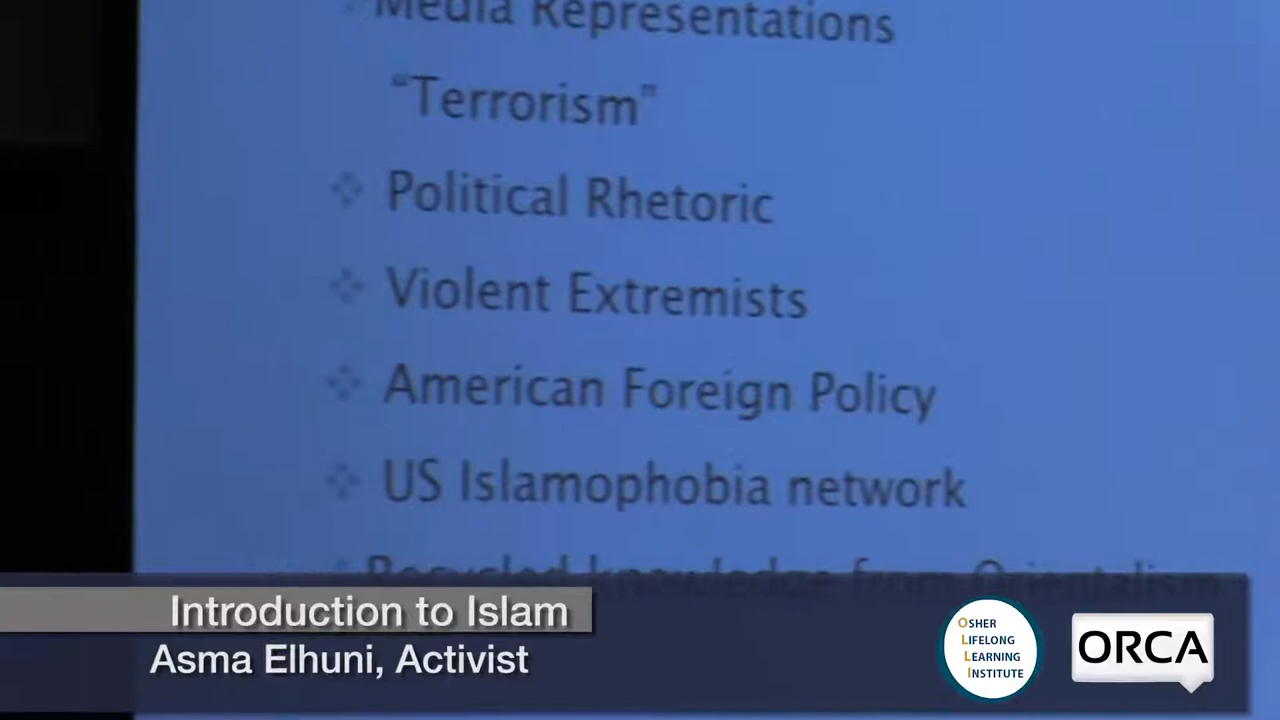 Media Representations
“Terrorism”
Political Rhetoric
Violent Extremists
American Foreign Policy
US Islamophobia network
Recycled knowledge from Orientalism
Introduction to Islam
Asma Elhuni, Activist
OSHER
LIFELONG
LEARNING
INSTITUTE
ORCA